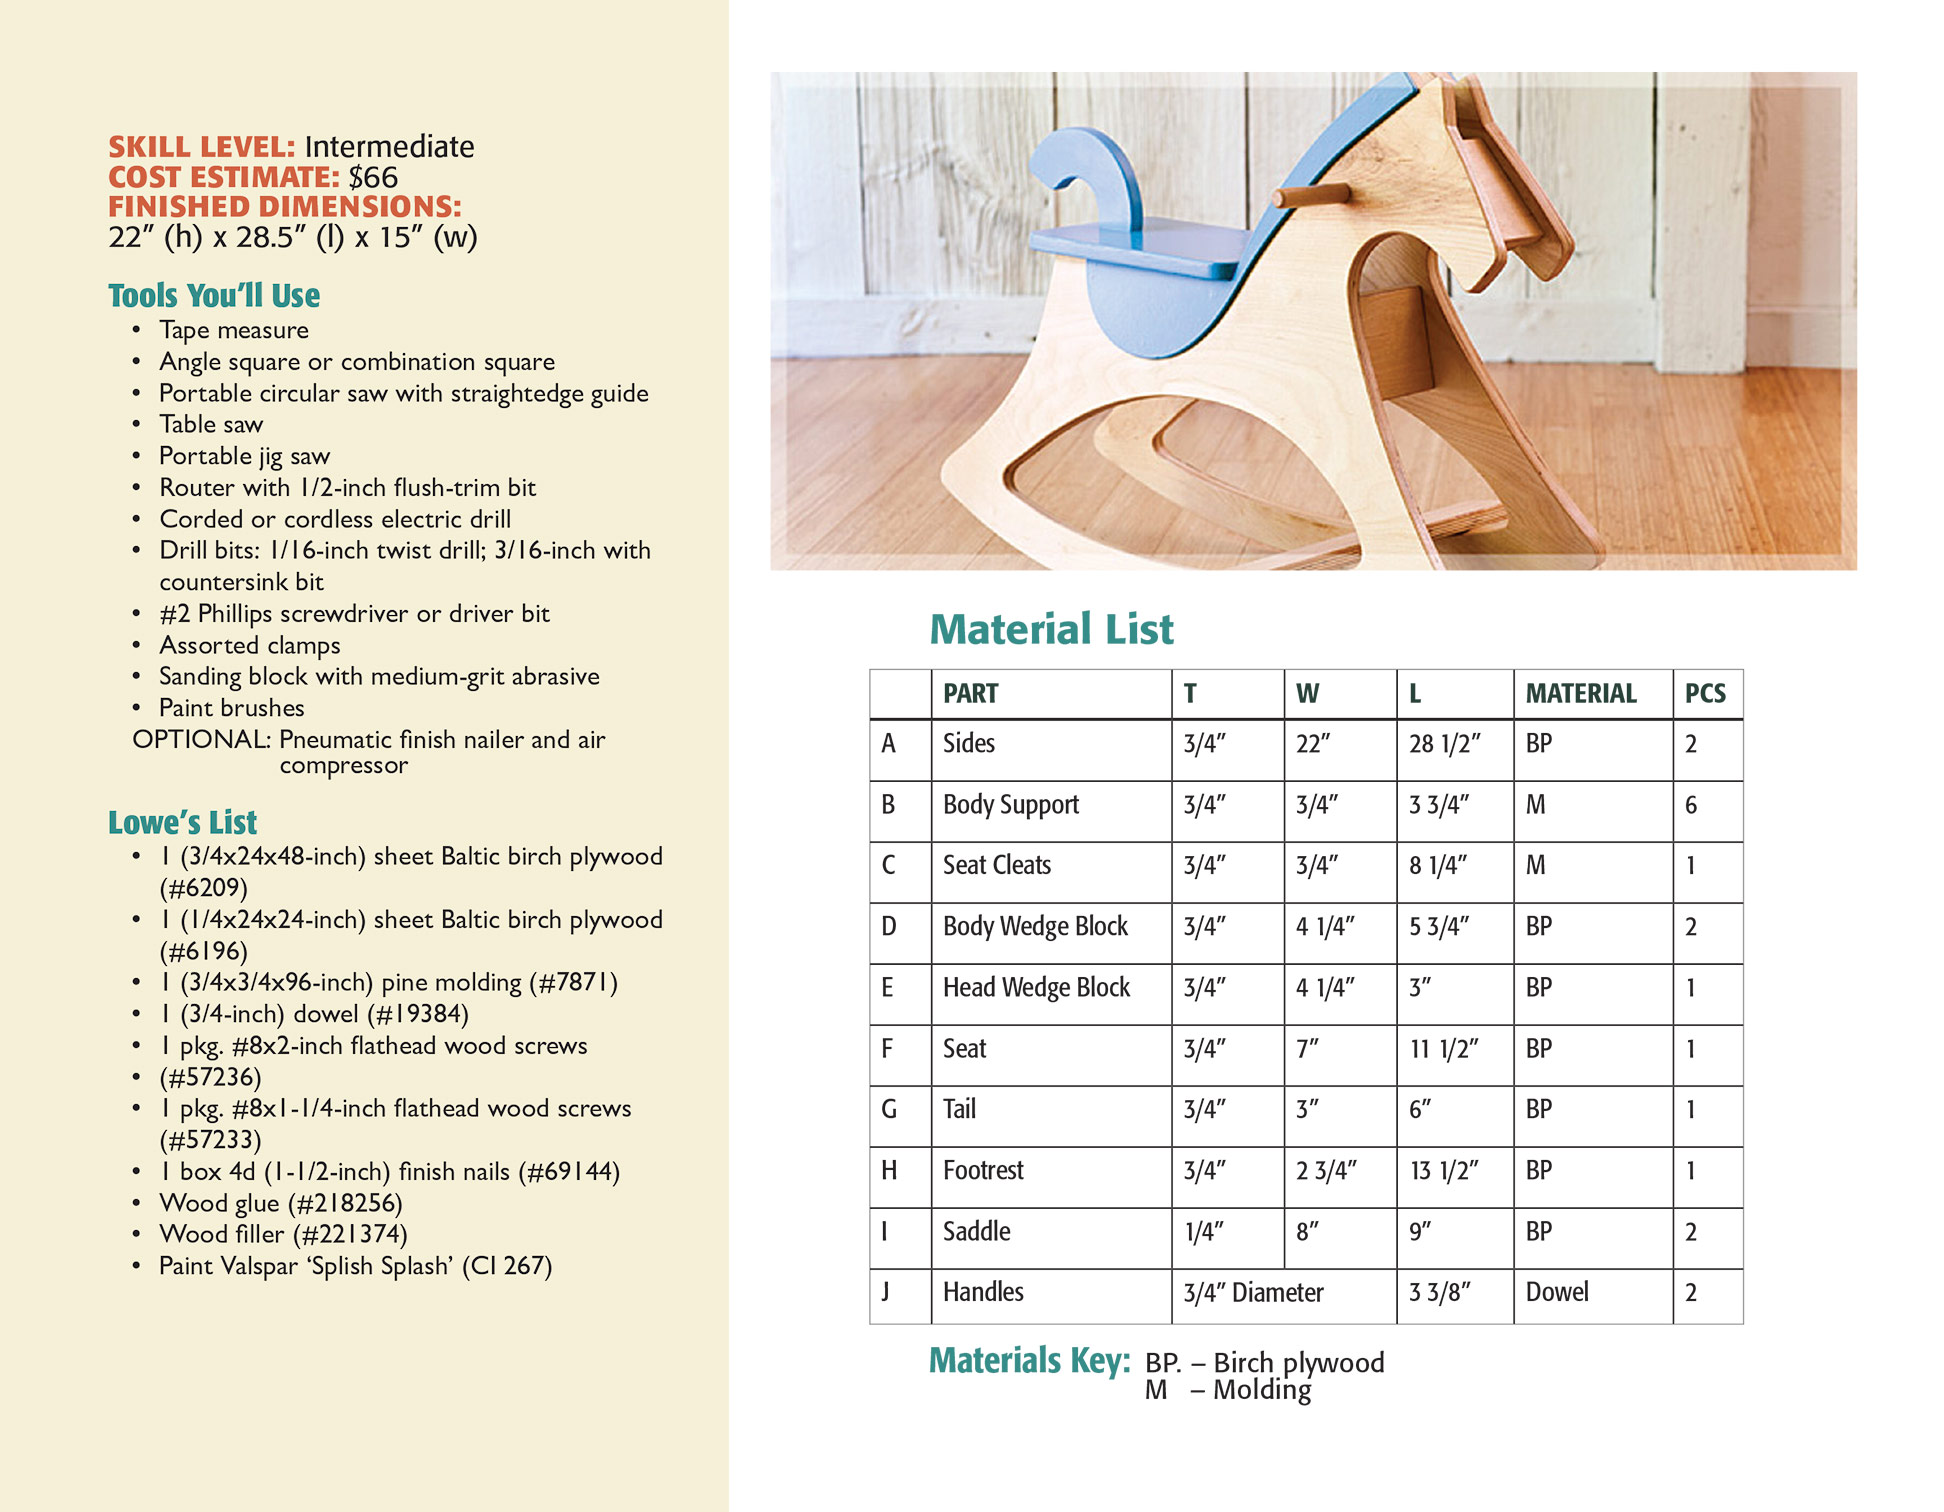 SKILL LEVEL: Intermediate
COST ESTIMATE: $66
FINISHED DIMENSIONS:
22” (h) x 28.5” (l) x 15” (w)
Tools You’ll Use
• Tape measure
• Angle square or combination square
• Portable circular saw with straightedge guide
• Table saw
• Portable jig saw
• Router with 1/2-inch flush-trim bit
• Corded or cordless electric drill
• Drill bits: 1/16-inch twist drill; 3/16-inch with
countersink bit
• #2 Phillips screwdriver or driver bit
• Assorted clamps
• Sanding block with medium-grit abrasive
• Paint brushes
OPTIONAL: Pneumatic finish nailer and air
compressor
Lowe’s List
• 1 (3/4x24x48-inch) sheet Baltic birch plywood
(#6209)
• 1 (1/4x24x24-inch) sheet Baltic birch plywood
(#6196)
• 1 (3/4x3/4x96-inch) pine molding (#7871)
• 1 (3/4-inch) dowel (#19384)
• 1 pkg. #8x2-inch flathead wood screws
• (#57236)
• 1 pkg. #8x1-1/4-inch flathead wood screws
(#57233)
• 1 box 4d (1-1/2-inch) finish nails (#69144)
• Wood glue (#218256)
• Wood filler (#221374)
• Paint Valspar ‘Splish Splash’ (CI 267)
Material List
PART T W L MATERIAL PCS
A Sides 3/4” 22” 28 1/2” BP 2
B Body Support 3/4” 3/4” 3 3/4” M 6
C Seat Cleats 3/4” 3/4” 8 1/4” M 1
D Body Wedge Block 3/4” 4 1/4” 5 3/4” BP 2
E Head Wedge Block 3/4” 4 1/4” 3” BP 1
F Seat 3/4” 7” 11 1/2” BP 1
G Tail 3/4” 3” 6” BP 1
H Footrest 3/4” 2 3/4” 13 1/2” BP 1
I Saddle 1/4” 8” 9” BP 2
J Handles 3/4” Diameter 3 3/8” Dowel 2
Materials Key: BP. – Birch plywood
M – Molding